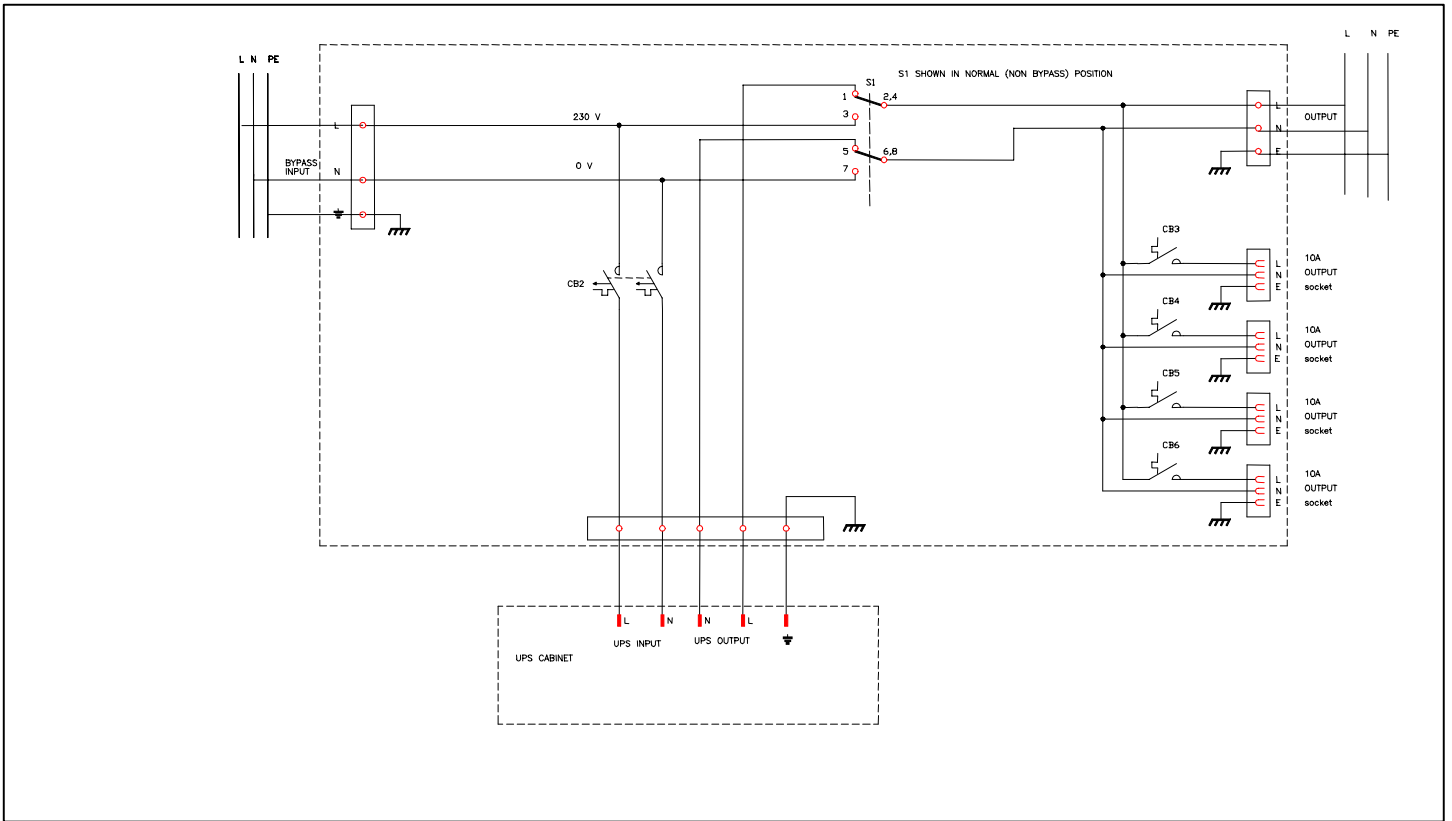 L N PE
L N PE
S1 SHOWN IN NORMAL (NON BYPASS) POSITION
S1
1
2,4
3
230 V
L
L
OUTPUT
N
E
5
6,8
7
0 V
BYPASS
INPUT
N
CB3
L
N
E
10A
OUTPUT
socket
CB2
CB4
L
N
E
10A
OUTPUT
socket
CB5
L
N
E
10A
OUTPUT
socket
CB6
L
N
E
10A
OUTPUT
socket
L
N
N
L
UPS INPUT
UPS OUTPUT
UPS CABINET